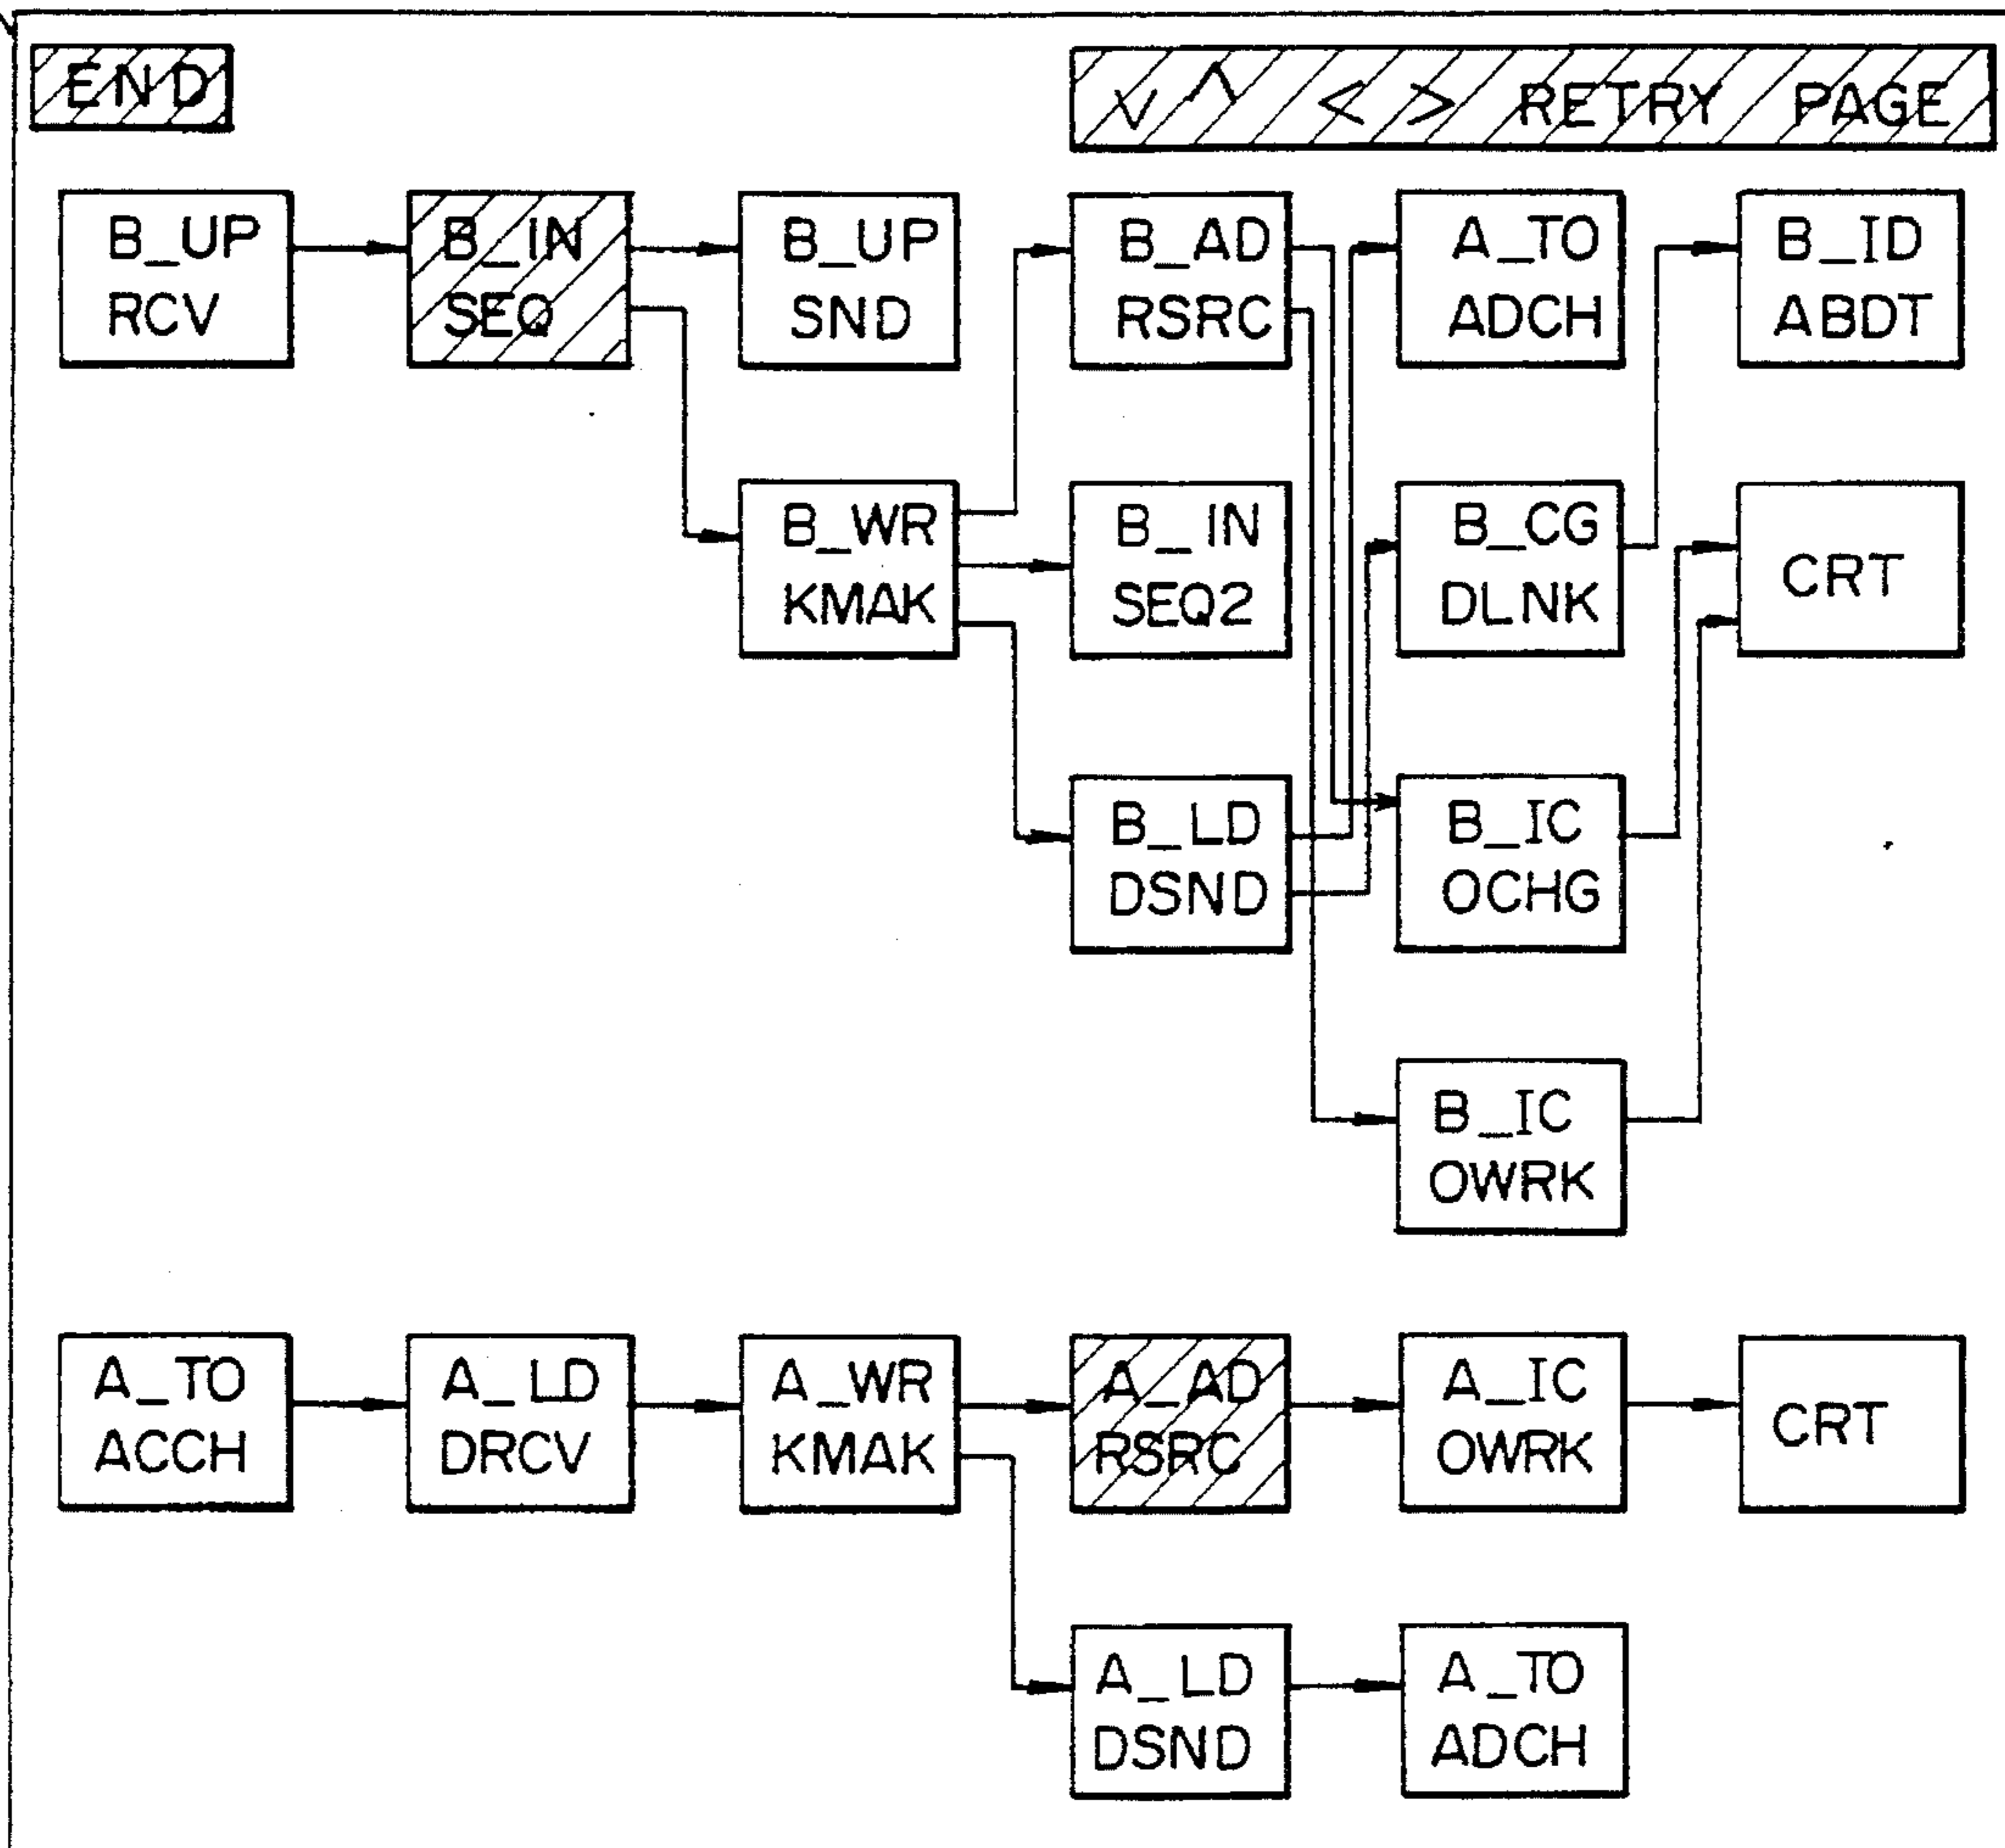 END
∨ ∧ < > RETRY PAGE
B_UP
RCV
B_IN
SEQ
B_UP
SND
B_AD
RSRC
A_TO
ADCH
B_ID
ABDT
B_WR
KMAK
B_IN
SEQ2
B_CG
DLNK
CRT
B_LD
DSND
B_IC
OCHG
B_IC
OWRK
A_TO
ACCH
A_LD
DRCV
A_WR
KMAK
A_AD
RSRC
A_IC
OWRK
CRT
A_LD
DSND
A_TO
ADCH